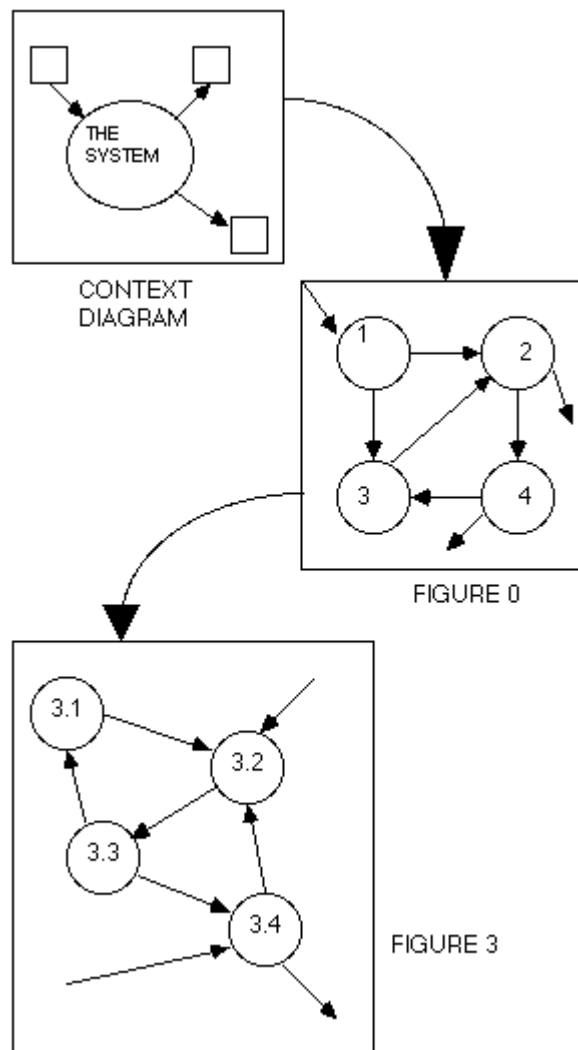 THE
SYSTEM
CONTEXT
DIAGRAM
1
2
3
4
FIGURE 0
3.1
3.2
3.3
3.4
FIGURE 3